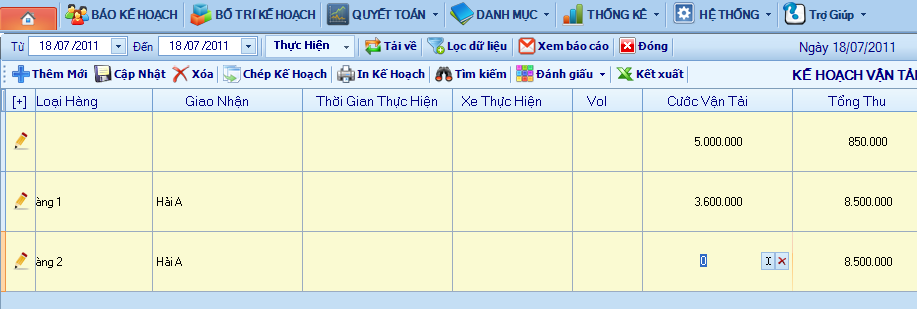 BÁO KẾ HOẠCH BỐ TRÍ KẾ HOẠCH QUYẾT TOÁN DANH MỤC THỐNG KÊ HỆ THỐNG Trợ Giúp
Từ 18/07/2011 Đến 18/07/2011 Thực Hiện Tải về Lọc dữ liệu Xem báo cáo Đóng Ngày 18/07/2011
Thêm Mới Cập Nhật Xóa Chép Kế Hoạch In Kế Hoạch Tìm kiếm Đánh giấu Kết xuất KẾ HOẠCH VẬN TẢI
[+] Loại Hàng Giao Nhận Thời Gian Thực Hiện Xe Thực Hiện Vol Cước Vận Tải Tổng Thu
5.000.000 850.000
àng 1 Hải A 3.600.000 8.500.000
àng 2 Hải A 0 8.500.000